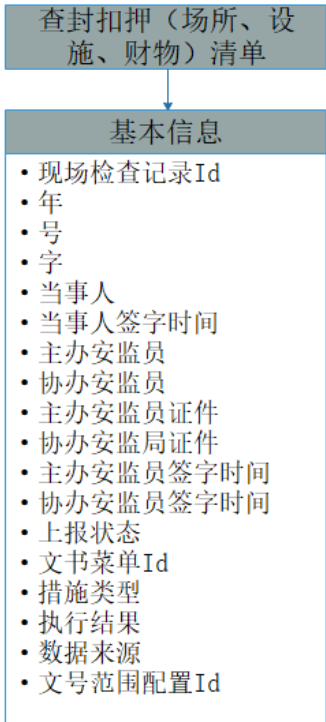 查封扣押（场所、设
施、财物）清单
基本信息
• 现场检查记录Id
• 年
• 号
• 字
• 当事人
• 当事人签字时间
• 主办安监员
• 协办安监员
• 主办安监员证件
• 协办安监局证件
• 主办安监员签字时间
• 协办安监员签字时间
• 上报状态
• 文书菜单Id
• 措施类型
• 执行结果
• 数据来源
• 文号范围配置Id